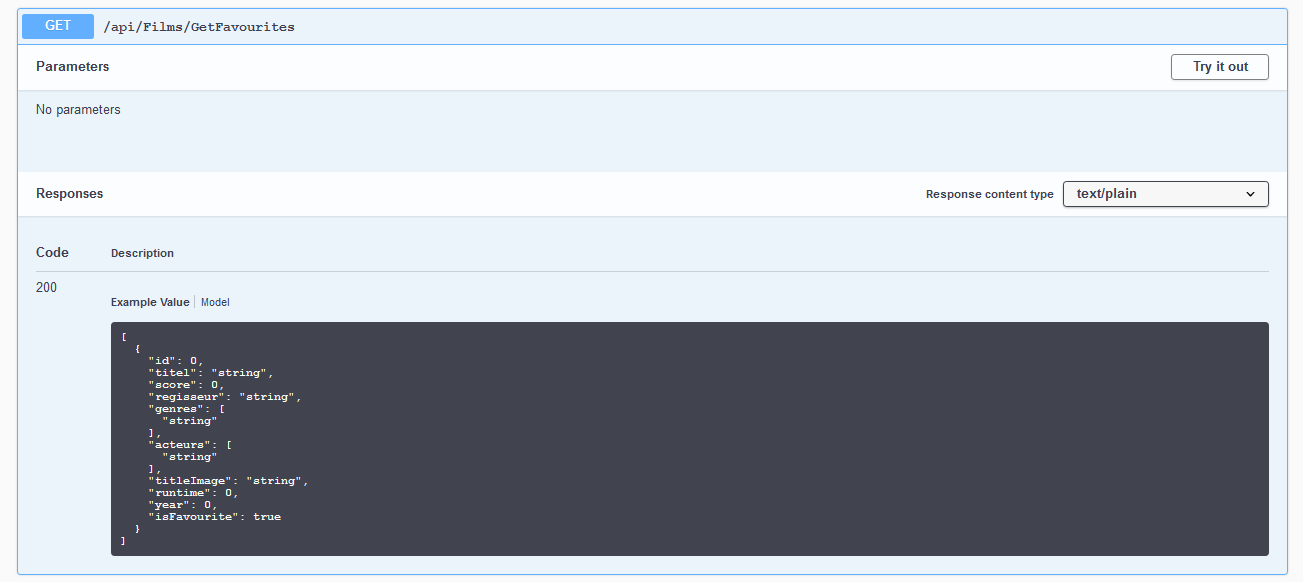 GET /api/Films/GetFavourites
Parameters Try it out
No parameters
Responses Response content type text/plain
Code Description
200
Example Value Model
[
  {
    "id": 0,
    "titel": "string",
    "score": 0,
    "regisseur": "string",
    "genres": [
      "string"
    ],
    "acteurs": [
      "string"
    ],
    "titleImage": "string",
    "runtime": 0,
    "year": 0,
    "isFavourite": true
  }
]